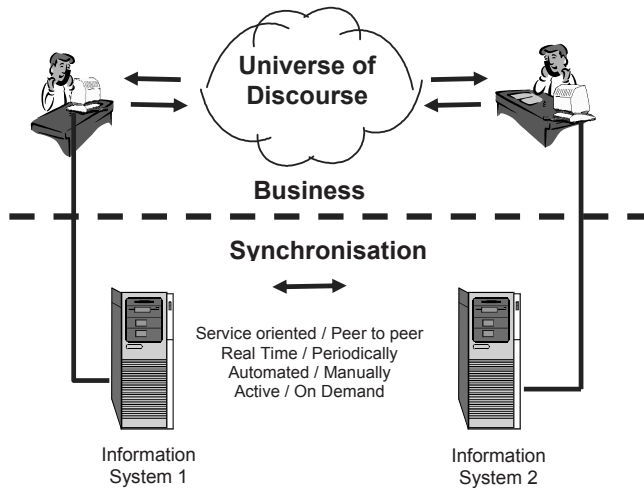 Universe of
Discourse
Business
Synchronisation
Service oriented / Peer to peer
Real Time / Periodically
Automated / Manually
Active / On Demand
Information
System 1
Information
System 2